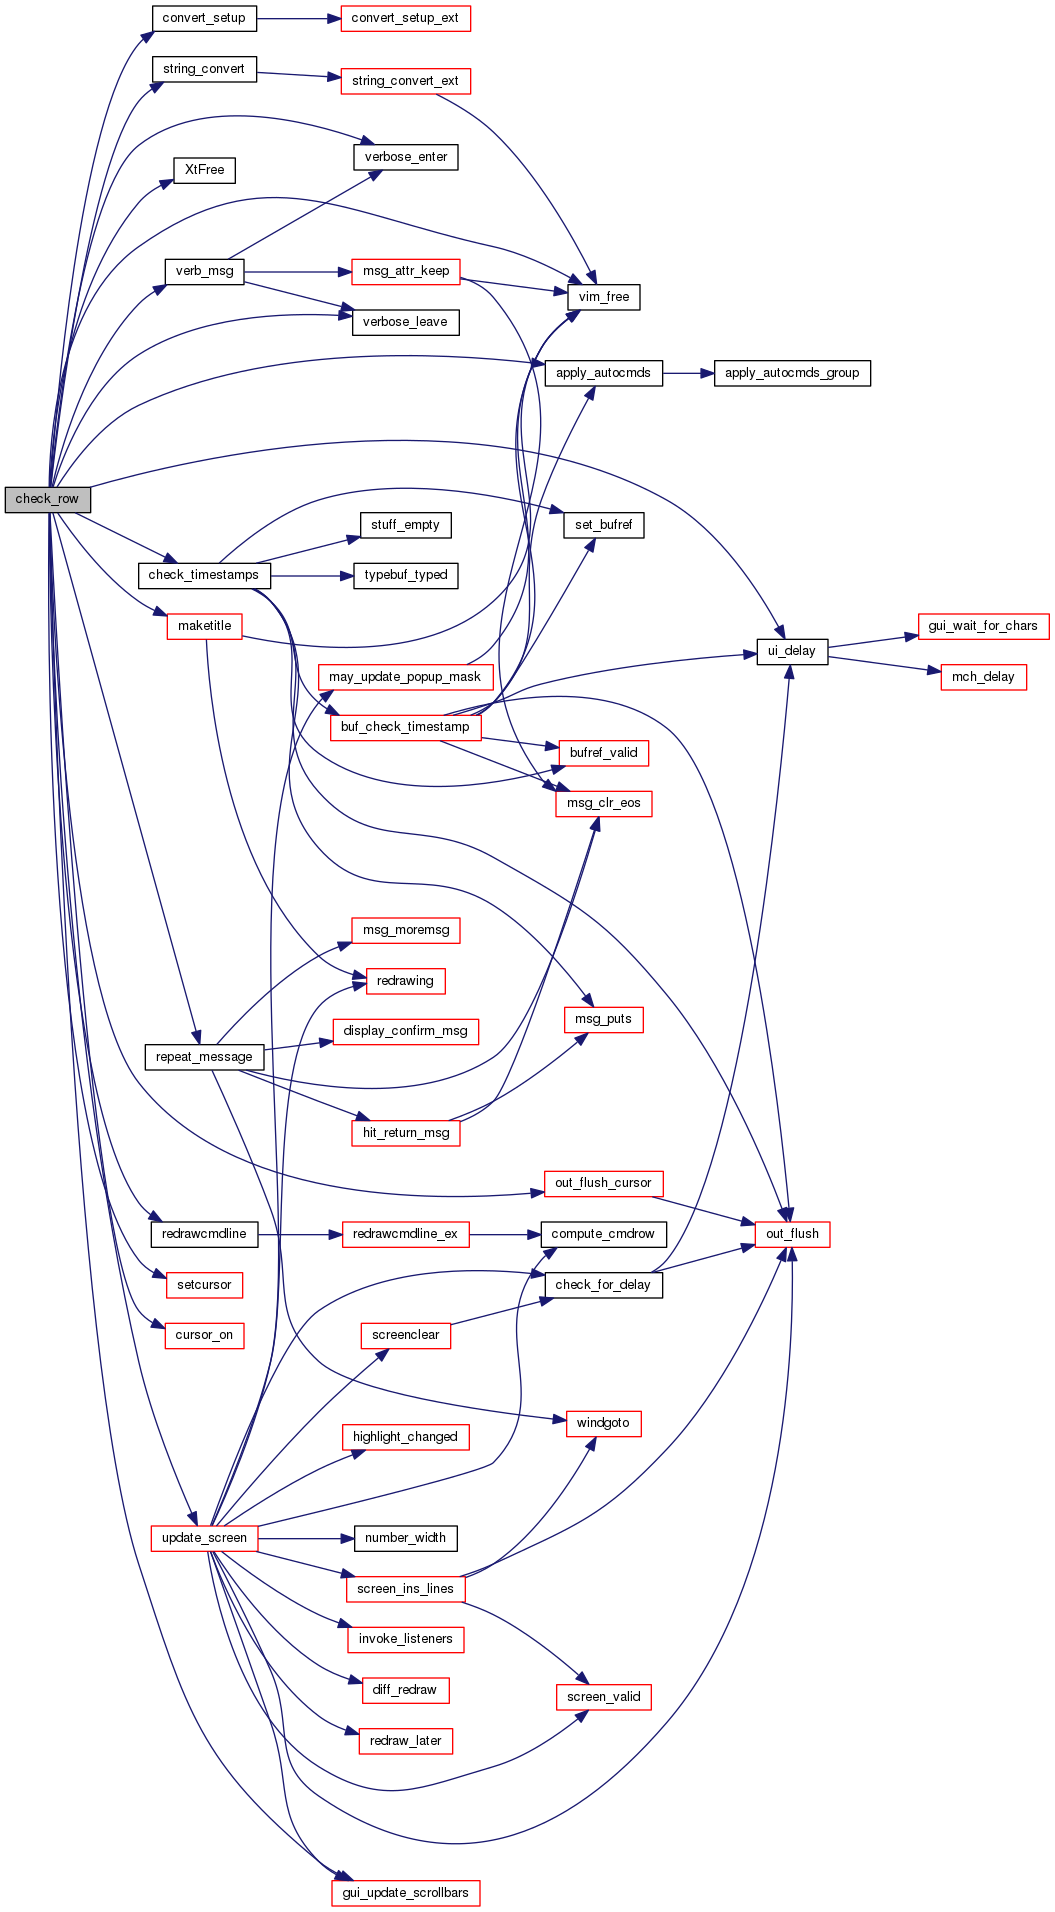 convert_setup
convert_setup_ext
string_convert
string_convert_ext
verbose_enter
XtFree
verb_msg
msg_attr_keep
vim_free
verbose_leave
apply_autocmds
apply_autocmds_group
check_row
stuff_empty
set_bufref
check_timestamps
typebuf_typed
maketitle
gui_wait_for_chars
ui_delay
may_update_popup_mask
mch_delay
buf_check_timestamp
bufref_valid
msg_clr_eos
msg_moremsg
redrawing
msg_puts
display_confirm_msg
repeat_message
hit_return_msg
out_flush_cursor
redrawcmdline
redrawcmdline_ex
compute_cmdrow
out_flush
setcursor
check_for_delay
cursor_on
screenclear
windgoto
highlight_changed
update_screen
number_width
screen_ins_lines
invoke_listeners
diff_redraw
screen_valid
redraw_later
gui_update_scrollbars